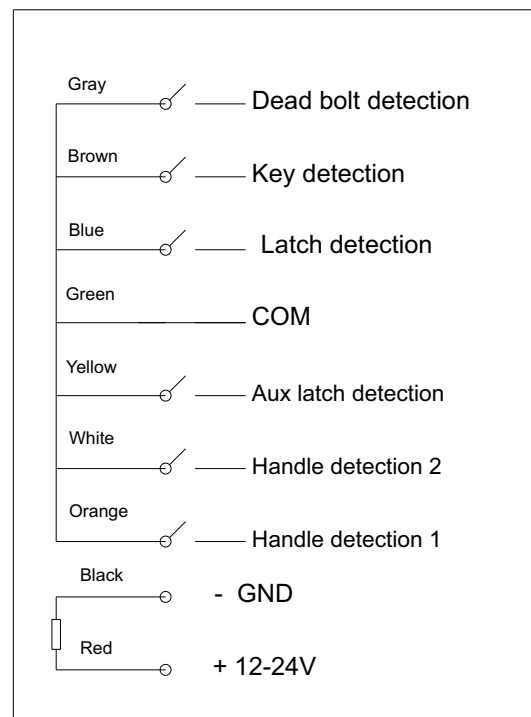 Gray
Dead bolt detection
Brown
Key detection
Blue
Latch detection
Green
COM
Yellow
Aux latch detection
White
Handle detection 2
Orange
Handle detection 1
Black
- GND
Red
+ 12-24V